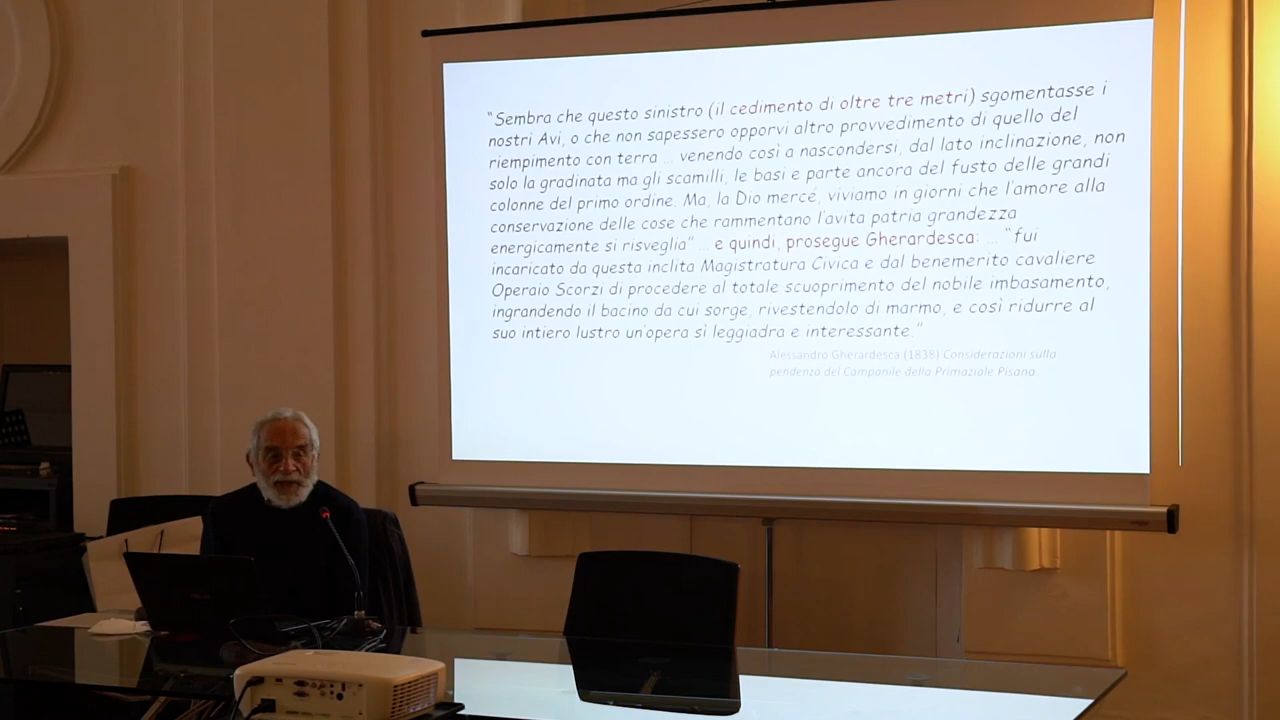 “Sembra che questo sinistro (il cedimento di oltre tre metri) sgomentasse i
nostri Avi, o che non sapessero opporvi altro provvedimento di quello del
riempimento con terra ... venendo così a nascondersi, dal lato inclinazione, non
solo la gradinata ma gli scamilli, le basi e parte ancora del fusto delle grandi
colonne del primo ordine. Ma, la Dio mercé, viviamo in giorni che l’amore alla
conservazione delle cose che rammentano l’avita patria grandezza
energicamente si risveglia” ... e quindi, prosegue Gherardesca: ... “fui
incaricato da questa inclita Magistratura Civica e dal benemerito cavaliere
Operaio Scorzi di procedere al totale scuoprimento del nobile imbasamento,
ingrandendo il bacino da cui sorge, rivestendolo di marmo, e così ridurre al
suo intiero lustro un’opera sì leggiadra e interessante.”
Alessandro Gherardesca (1838) Considerazioni sulla
pendenza del Campanile della Primaziale Pisana.